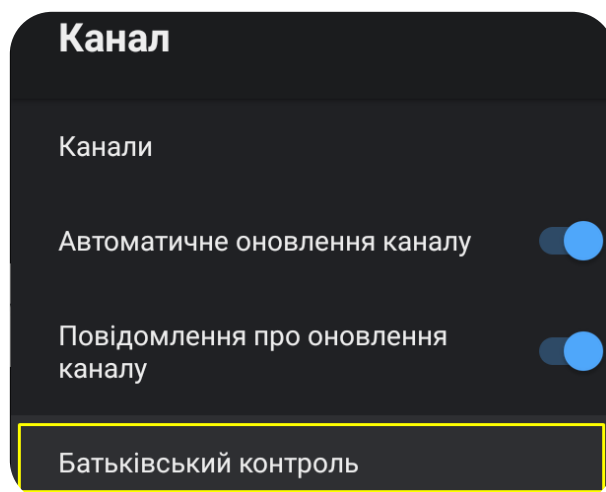 Канал
Канали
Автоматичне оновлення каналу
Повідомлення про оновлення
каналу
Батьківський контроль